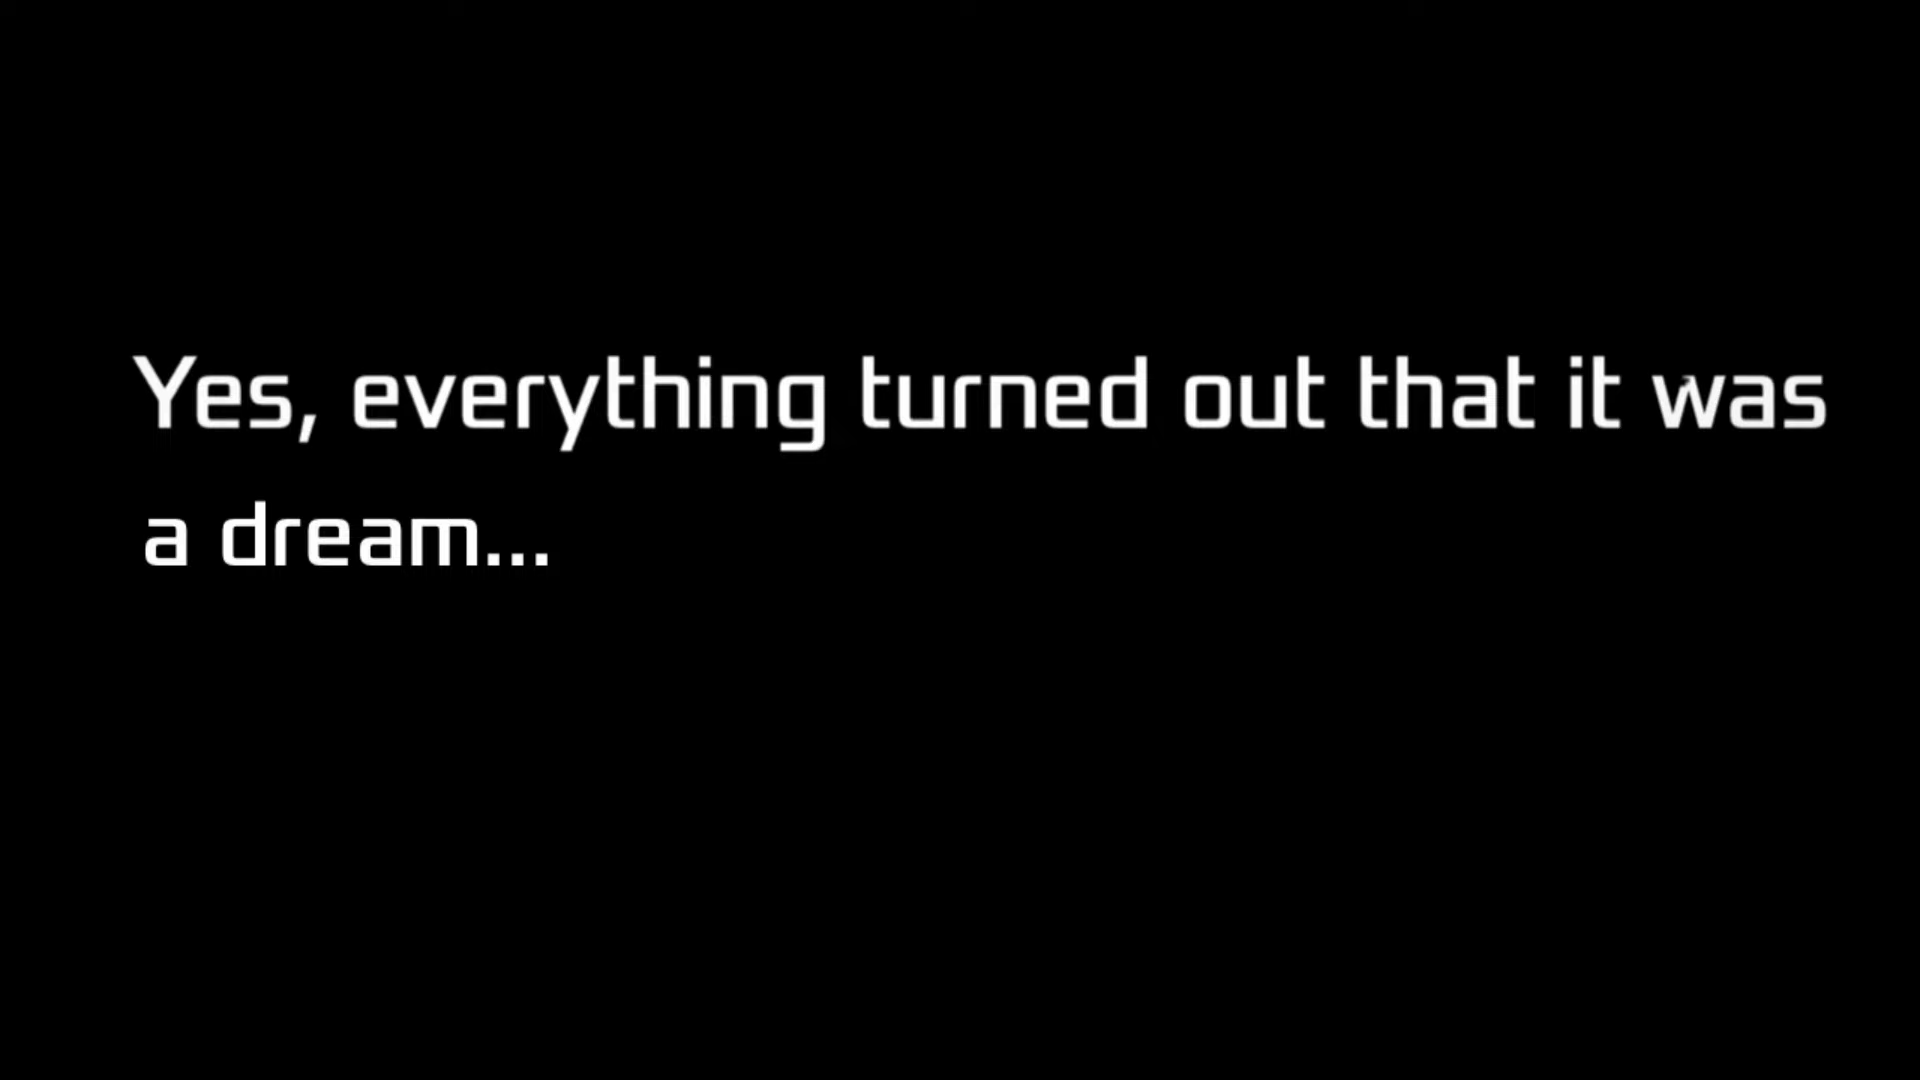 Yes, everything turned out that it was
a dream...